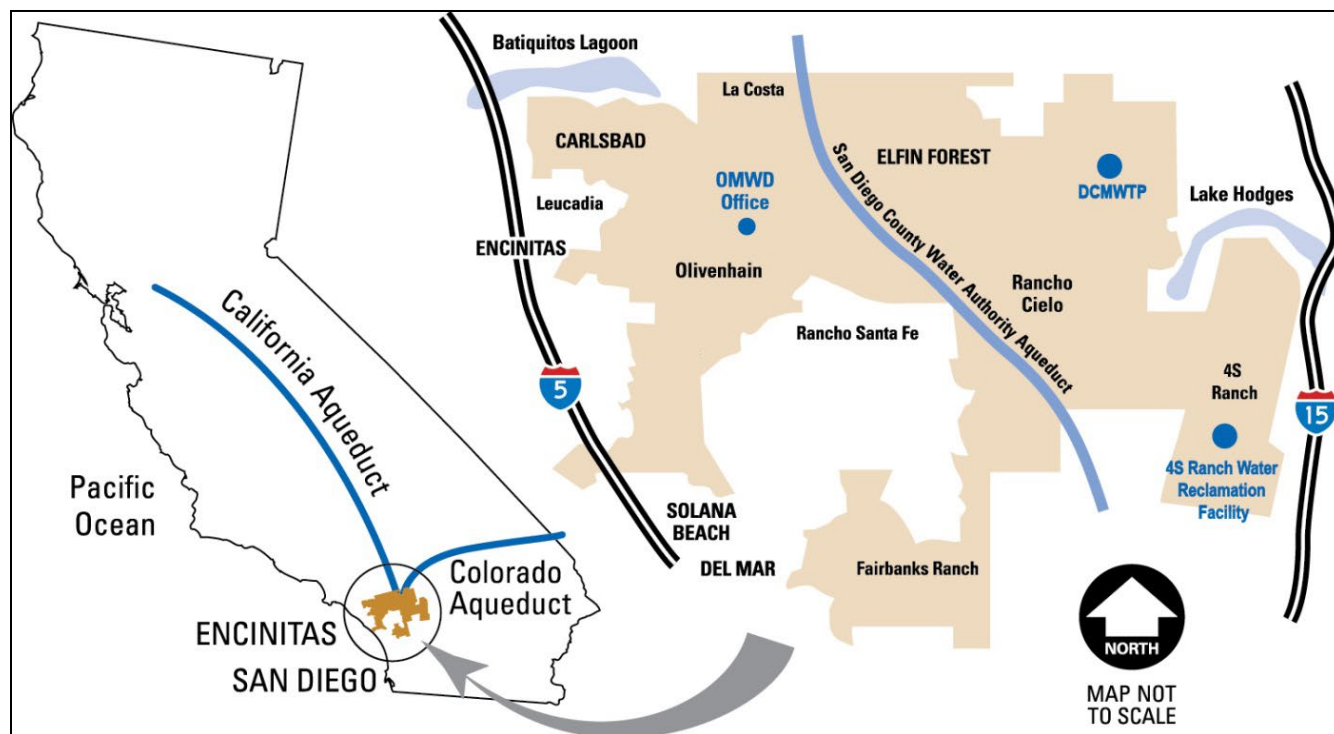 Batiquitos Lagoon
La Costa
CARLSBAD
ELFIN FOREST
OMWD
Office
DCMWTP
Leucadia
Lake Hodges
ENCINITAS
Olivenhain
San Diego County Water Authority Aqueduct
Rancho
Cielo
Rancho Santa Fe
4S
Ranch
5
15
4S Ranch Water
Reclamation
Facility
SOLANA
BEACH
DEL MAR
Fairbanks Ranch
California Aqueduct
Pacific
Ocean
Colorado
Aqueduct
ENCINITAS
SAN DIEGO
NORTH
MAP NOT
TO SCALE